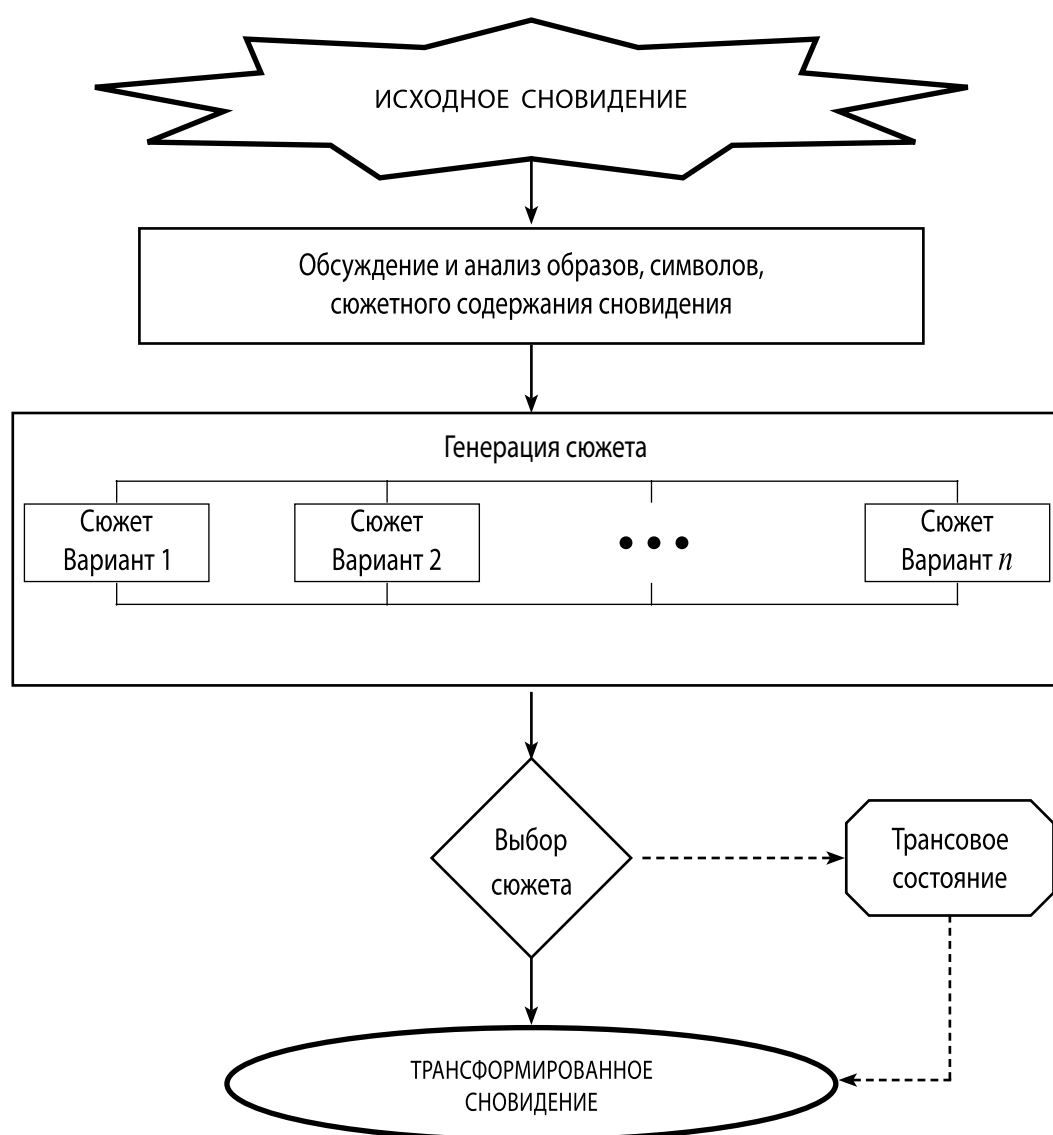 ИСХОДНОЕ СНОВИДЕНИЕ
Обсуждение и анализ образов, символов,
сюжетного содержания сновидения
Генерация сюжета
Сюжет
Вариант 1
Сюжет
Вариант 2
• • •
Сюжет
Вариант n
Выбор
сюжета
Трансовое
состояние
ТРАНСФОРМИРОВАННОЕ
СНОВИДЕНИЕ